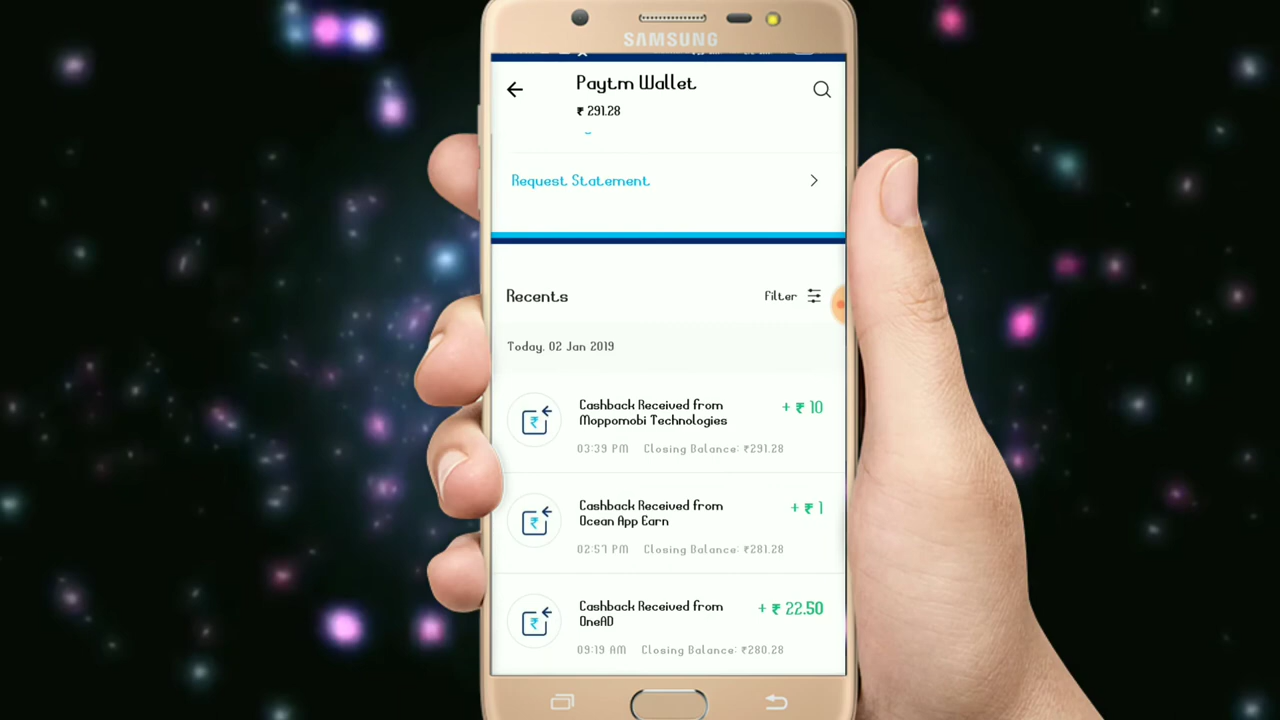 SAMSUNG
Paytm Wallet
₹ 291.28
Request Statement
Recents
Filter
Today, 02 Jan 2019
Cashback Received from
Moppomobi Technologies
+ ₹ 10
03:39 PM Closing Balance: ₹291.28
Cashback Received from
Ocean App Earn
+ ₹ 1
02:57 PM Closing Balance: ₹281.28
Cashback Received from
OneAD
+ ₹ 22.50
09:19 AM Closing Balance: ₹280.28